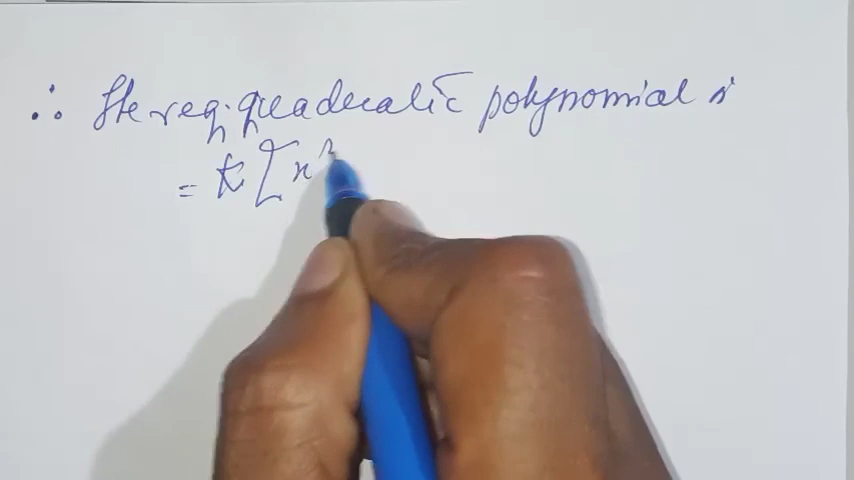 ∴ The req. quadratic polynomial is
= k [x²